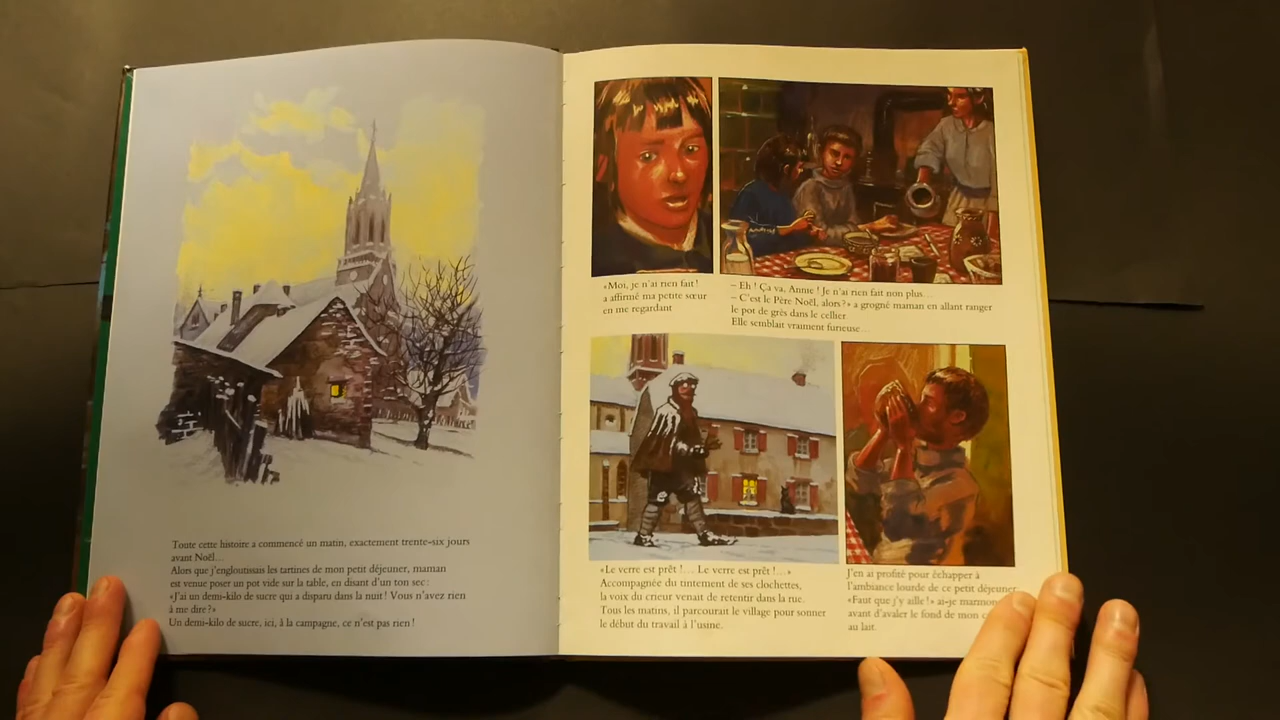 Toute cette histoire a commencé un matin, exactement trente-six jours
avant Noël...
Alors que j'engloutissais les tartines de mon petit déjeuner, maman
est venue poser un pot vide sur la table, en disant d'un ton sec :
«J'ai un demi-kilo de sucre qui a disparu dans la nuit ! Vous n'avez rien
à me dire ?»
Un demi-kilo de sucre, ici, à la campagne, ce n'est pas rien !
«Moi, je n'ai rien fait !
a affirmé ma petite sœur
en me regardant
– Eh ! Ça va, Annie ! Je n'ai rien fait non plus...
– C'est le Père Noël, alors ?» a grogné maman en allant ranger
le pot de grès dans le cellier.
Elle semblait vraiment furieuse...
«Le verre est prêt !... Le verre est prêt !...»
Accompagnée du tintement de ses clochettes,
la voix du crieur venait de retentir dans la rue.
Tous les matins, il parcourait le village pour sonner
le début du travail à l'usine.
J'en ai profité pour échapper à
l'ambiance lourde de ce petit déjeuner.
«Faut que j'y aille !» ai-je
avant d'avaler le fond de mon
au lait.